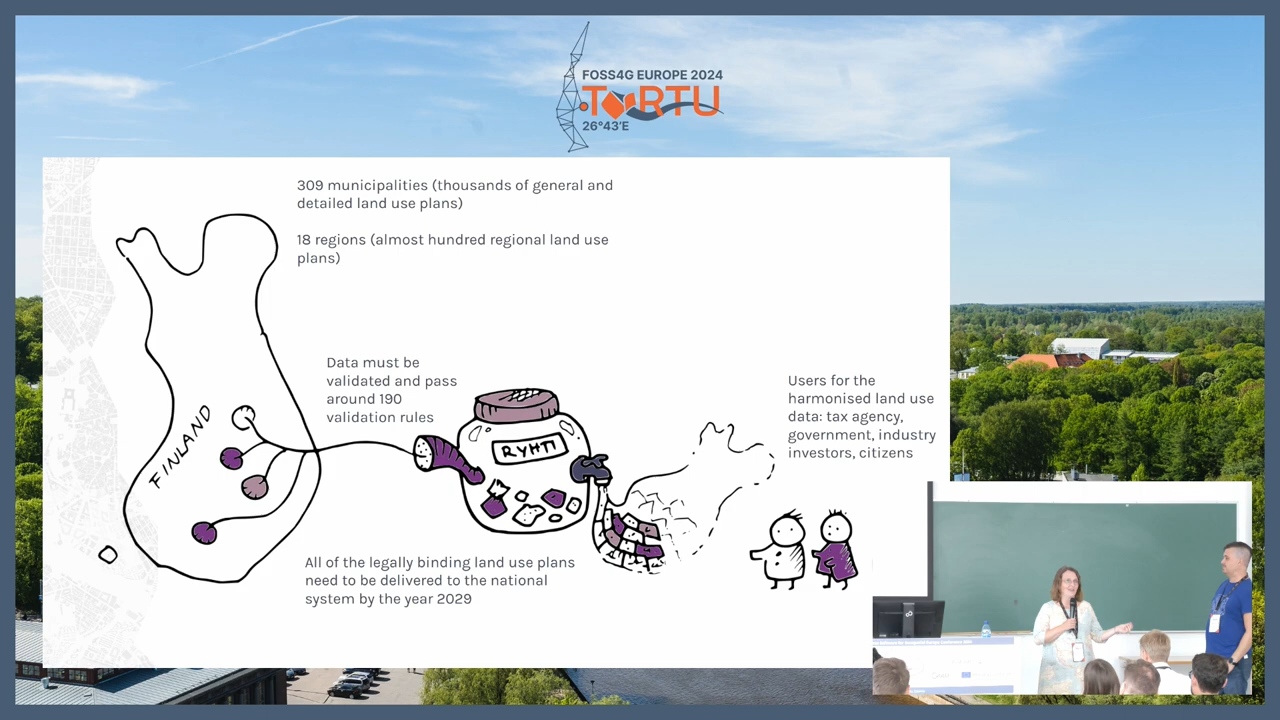 FOSS4G EUROPE 2024
TORTU
26°43'E
309 municipalities (thousands of general and
detailed land use plans)
18 regions (almost hundred regional land use
plans)
Data must be
validated and pass
around 190
validation rules
Users for the
harmonised land use
data: tax agency,
government, industry
investors, citizens
FINLAND
RYHTI
All of the legally binding land use plans
need to be delivered to the national
system by the year 2029